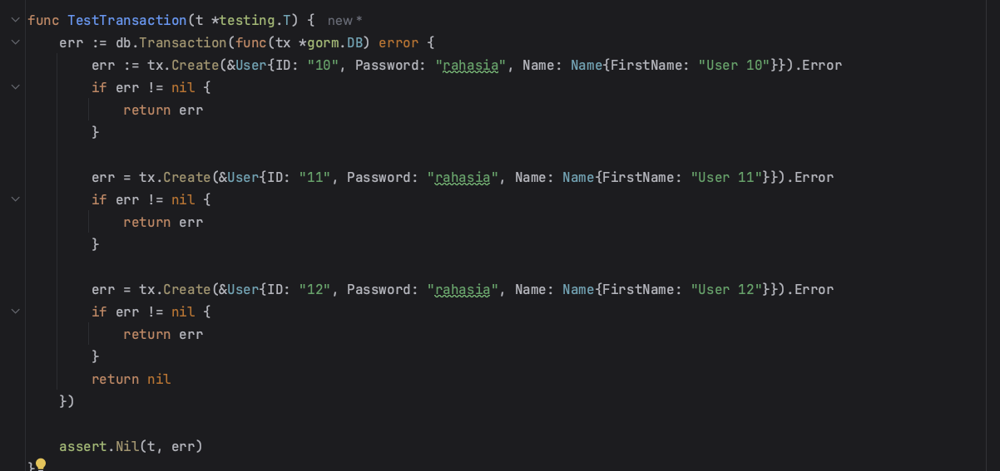 func TestTransaction(t *testing.T) { new *
err := db.Transaction(func(tx *gorm.DB) error {
err := tx.Create(&User{ID: "10", Password: "rahasia", Name: Name{FirstName: "User 10"}}).Error
if err != nil {
return err
}
err = tx.Create(&User{ID: "11", Password: "rahasia", Name: Name{FirstName: "User 11"}}).Error
if err != nil {
return err
}
err = tx.Create(&User{ID: "12", Password: "rahasia", Name: Name{FirstName: "User 12"}}).Error
if err != nil {
return err
}
return nil
})
assert.Nil(t, err)
}